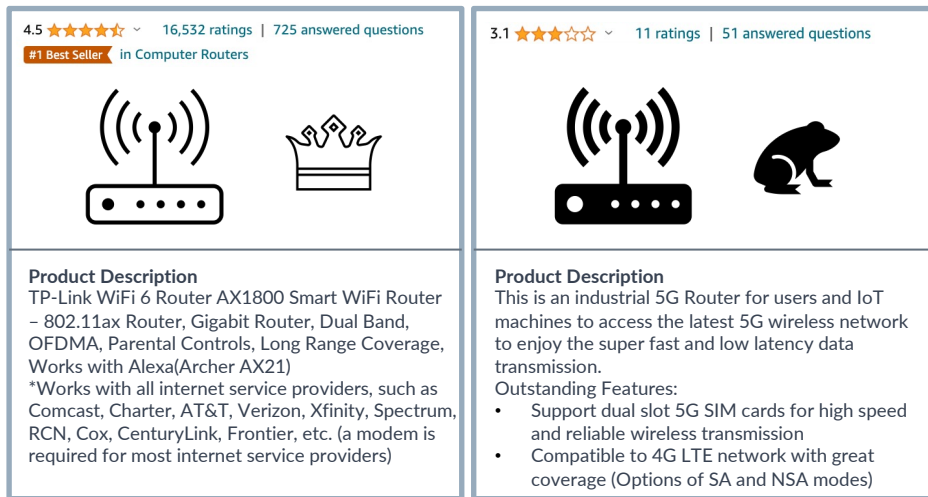 4.5 16,532 ratings | 725 answered questions
#1 Best Seller in Computer Routers
Product Description
TP-Link WiFi 6 Router AX1800 Smart WiFi Router
– 802.11ax Router, Gigabit Router, Dual Band,
OFDMA, Parental Controls, Long Range Coverage,
Works with Alexa(Archer AX21)
*Works with all internet service providers, such as
Comcast, Charter, AT&T, Verizon, Xfinity, Spectrum,
RCN, Cox, CenturyLink, Frontier, etc. (a modem is
required for most internet service providers)
3.1 11 ratings | 51 answered questions
Product Description
This is an industrial 5G Router for users and IoT
machines to access the latest 5G wireless network
to enjoy the super fast and low latency data
transmission.
Outstanding Features:
• Support dual slot 5G SIM cards for high speed
and reliable wireless transmission
• Compatible to 4G LTE network with great
coverage (Options of SA and NSA modes)